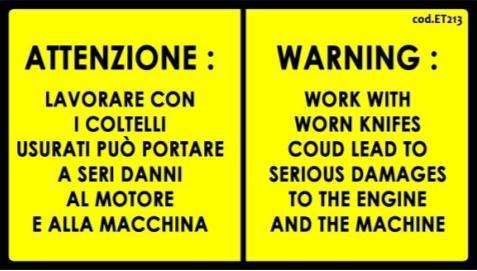 cod.ET213
ATTENZIONE :
LAVORARE CON
I COLTELLI
USURATI PUÒ PORTARE
A SERI DANNI
AL MOTORE
E ALLA MACCHINA
WARNING :
WORK WITH
WORN KNIFES
COUD LEAD TO
SERIOUS DAMAGES
TO THE ENGINE
AND THE MACHINE